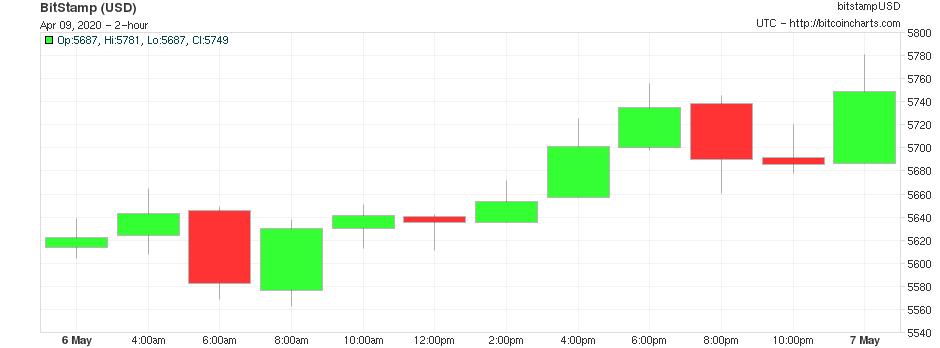 BitStamp (USD)
bitstampUSD
Apr 09, 2020 - 2-hour
UTC - http://bitcoincharts.com
Op:5687, Hi:5781, Lo:5687, Cl:5749
5800
5780
5760
5740
5720
5700
5680
5660
5640
5620
5600
5580
5560
5540
6 May 4:00am 6:00am 8:00am 10:00am 12:00pm 2:00pm 4:00pm 6:00pm 8:00pm 10:00pm 7 May